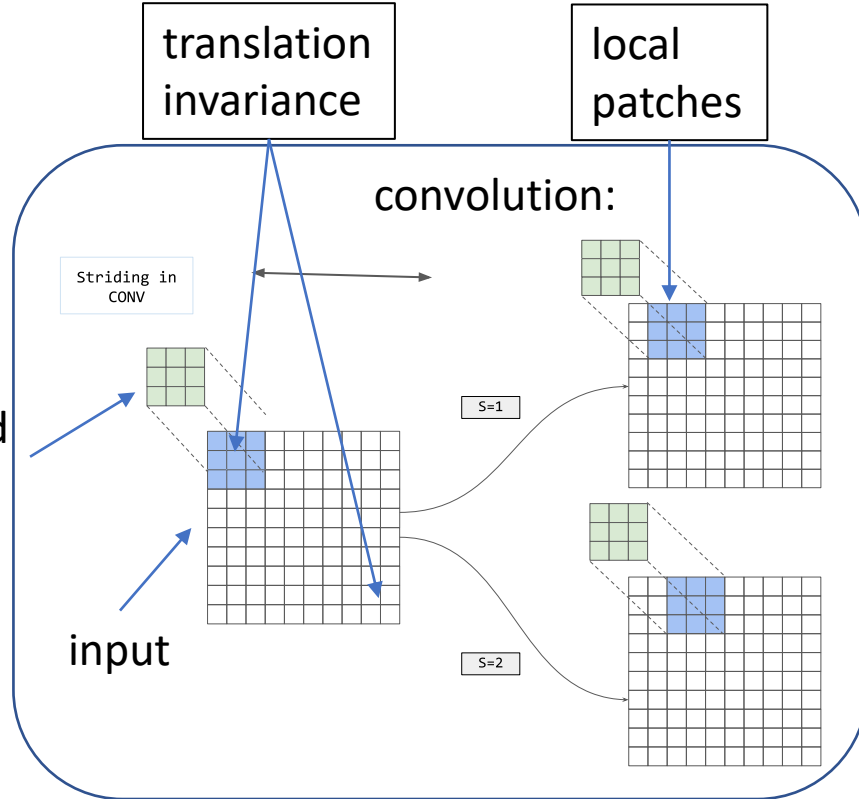 translation
invariance
local
patches
convolution:
Striding in
CONV
S=1
input
S=2